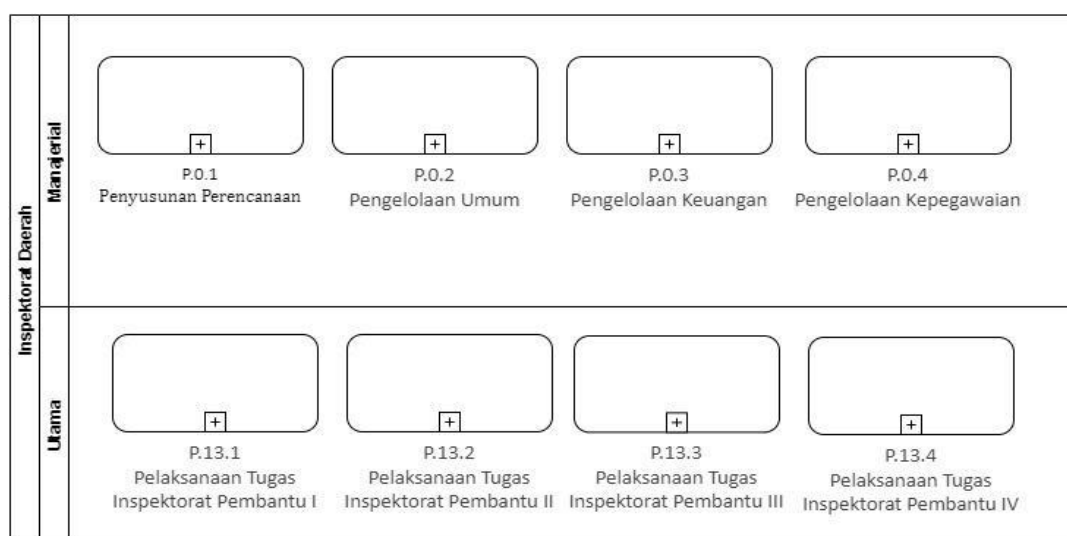 Inspektorat Daerah
Manajerial
P.0.1
Penyusunan Perencanaan
P.0.2
Pengelolaan Umum
P.0.3
Pengelolaan Keuangan
P.0.4
Pengelolaan Kepegawaian
Utama
P.13.1
Pelaksanaan Tugas
Inspektorat Pembantu I
P.13.2
Pelaksanaan Tugas
Inspektorat Pembantu II
P.13.3
Pelaksanaan Tugas
Inspektorat Pembantu III
P.13.4
Pelaksanaan Tugas
Inspektorat Pembantu IV